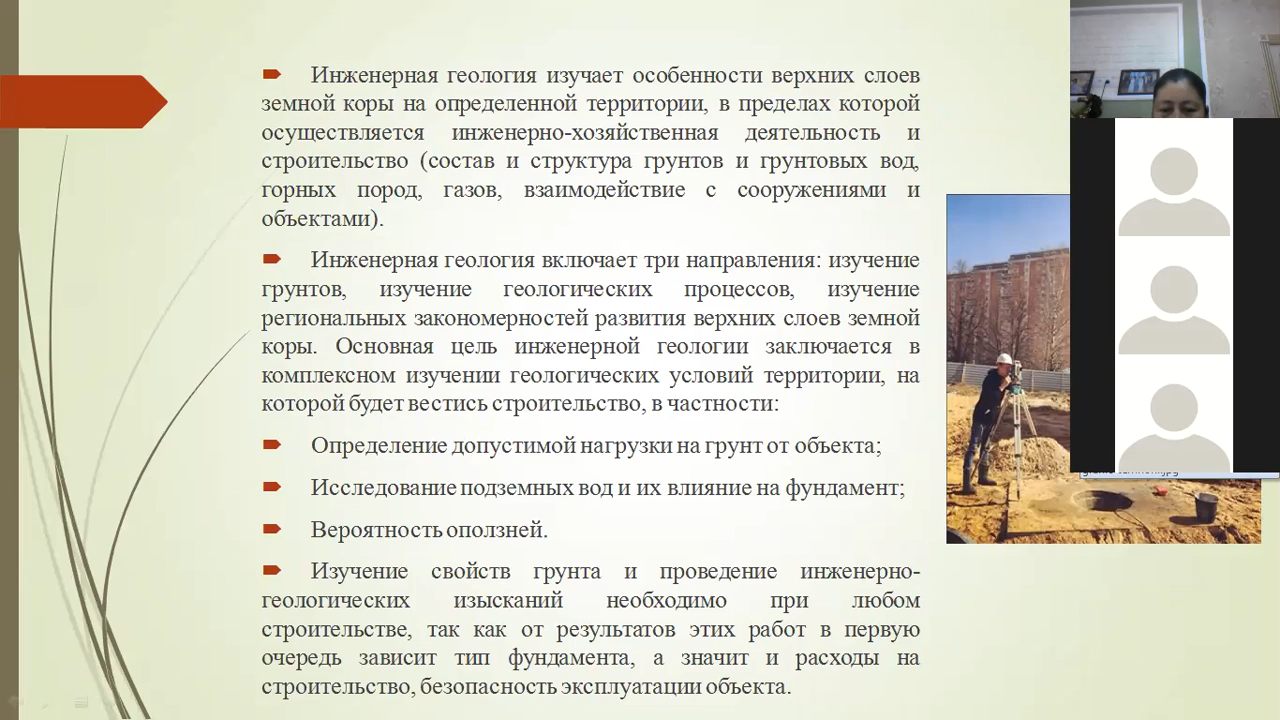 Инженерная геология изучает особенности верхних слоев
земной коры на определенной территории, в пределах которой
осуществляется инженерно-хозяйственная деятельность и
строительство (состав и структура грунтов и грунтовых вод,
горных пород, газов, взаимодействие с сооружениями и
объектами).
Инженерная геология включает три направления: изучение
грунтов, изучение геологических процессов, изучение
региональных закономерностей развития верхних слоев земной
коры. Основная цель инженерной геологии заключается в
комплексном изучении геологических условий территории, на
которой будет вестись строительство, в частности:
Определение допустимой нагрузки на грунт от объекта;
Исследование подземных вод и их влияние на фундамент;
Вероятность оползней.
Изучение свойств грунта и проведение инженерно-
геологических изысканий необходимо при любом
строительстве, так как от результатов этих работ в первую
очередь зависит тип фундамента, а значит и расходы на
строительство, безопасность эксплуатации объекта.